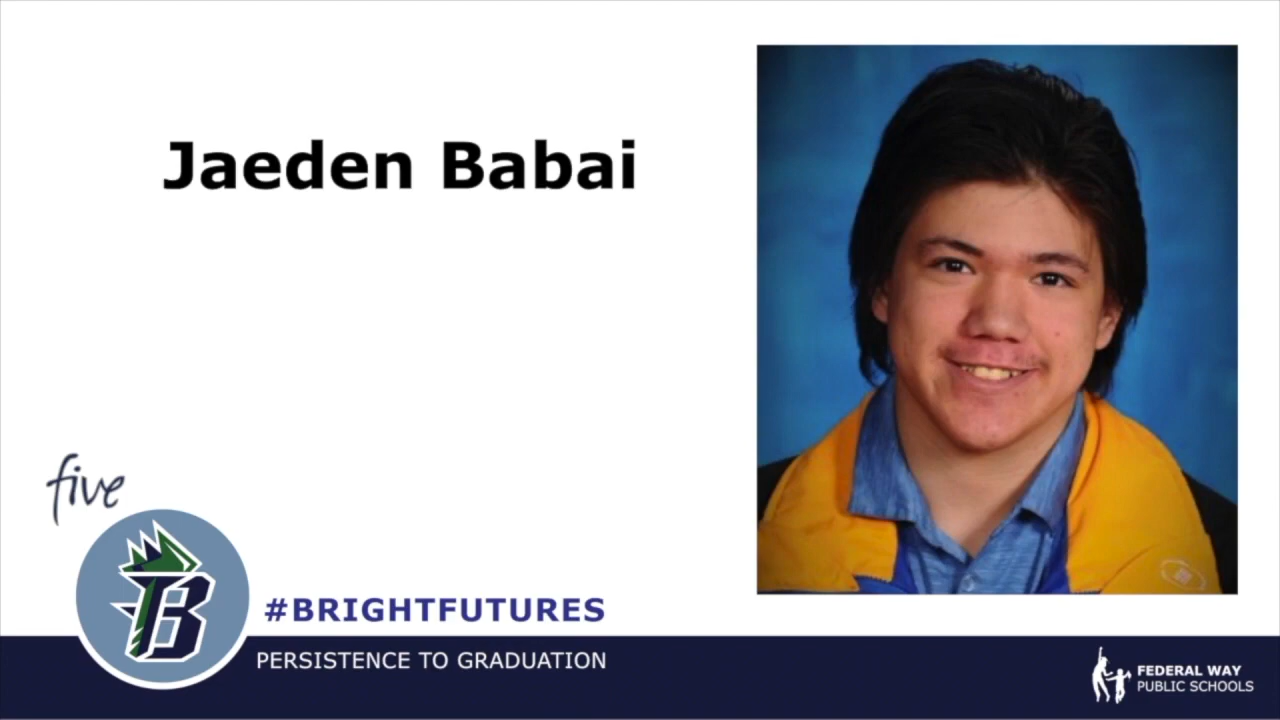 Jaeden Babai
five
B
#BRIGHTFUTURES
PERSISTENCE TO GRADUATION
FEDERAL WAY
PUBLIC SCHOOLS